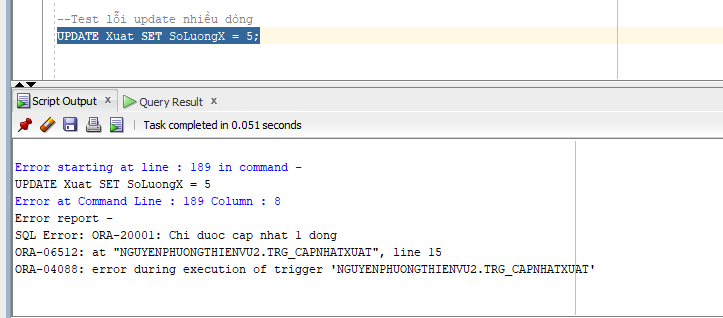 --Test lỗi update nhiều dòng
UPDATE Xuat SET SoLuongX = 5;
Script Output x
Query Result x
Task completed in 0.051 seconds
Error starting at line : 189 in command -
UPDATE Xuat SET SoLuongX = 5
Error at Command Line : 189 Column : 8
Error report -
SQL Error: ORA-20001: Chi duoc cap nhat 1 dong
ORA-06512: at "NGUYENPHUONGTHIENVU2.TRG_CAPNHATXUAT", line 15
ORA-04088: error during execution of trigger 'NGUYENPHUONGTHIENVU2.TRG_CAPNHATXUAT'